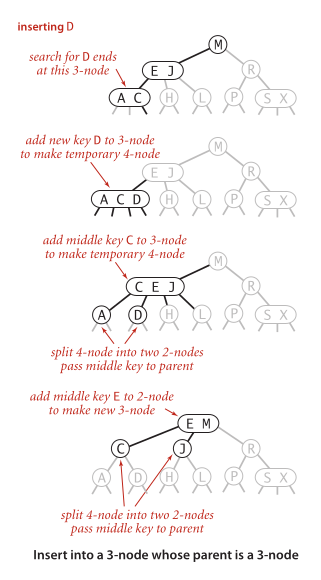 inserting D
M
search for D ends
at this 3-node
E J
R
A C
H
L
P
S X
add new key D to 3-node
to make temporary 4-node
M
E J
R
A C D
H
L
P
S X
add middle key C to 3-node
to make temporary 4-node
M
C E J
R
A
D
H
L
P
S X
split 4-node into two 2-nodes
pass middle key to parent
add middle key E to 2-node
to make new 3-node
E M
C
J
R
A
D
H
L
P
S X
split 4-node into two 2-nodes
pass middle key to parent
Insert into a 3-node whose parent is a 3-node